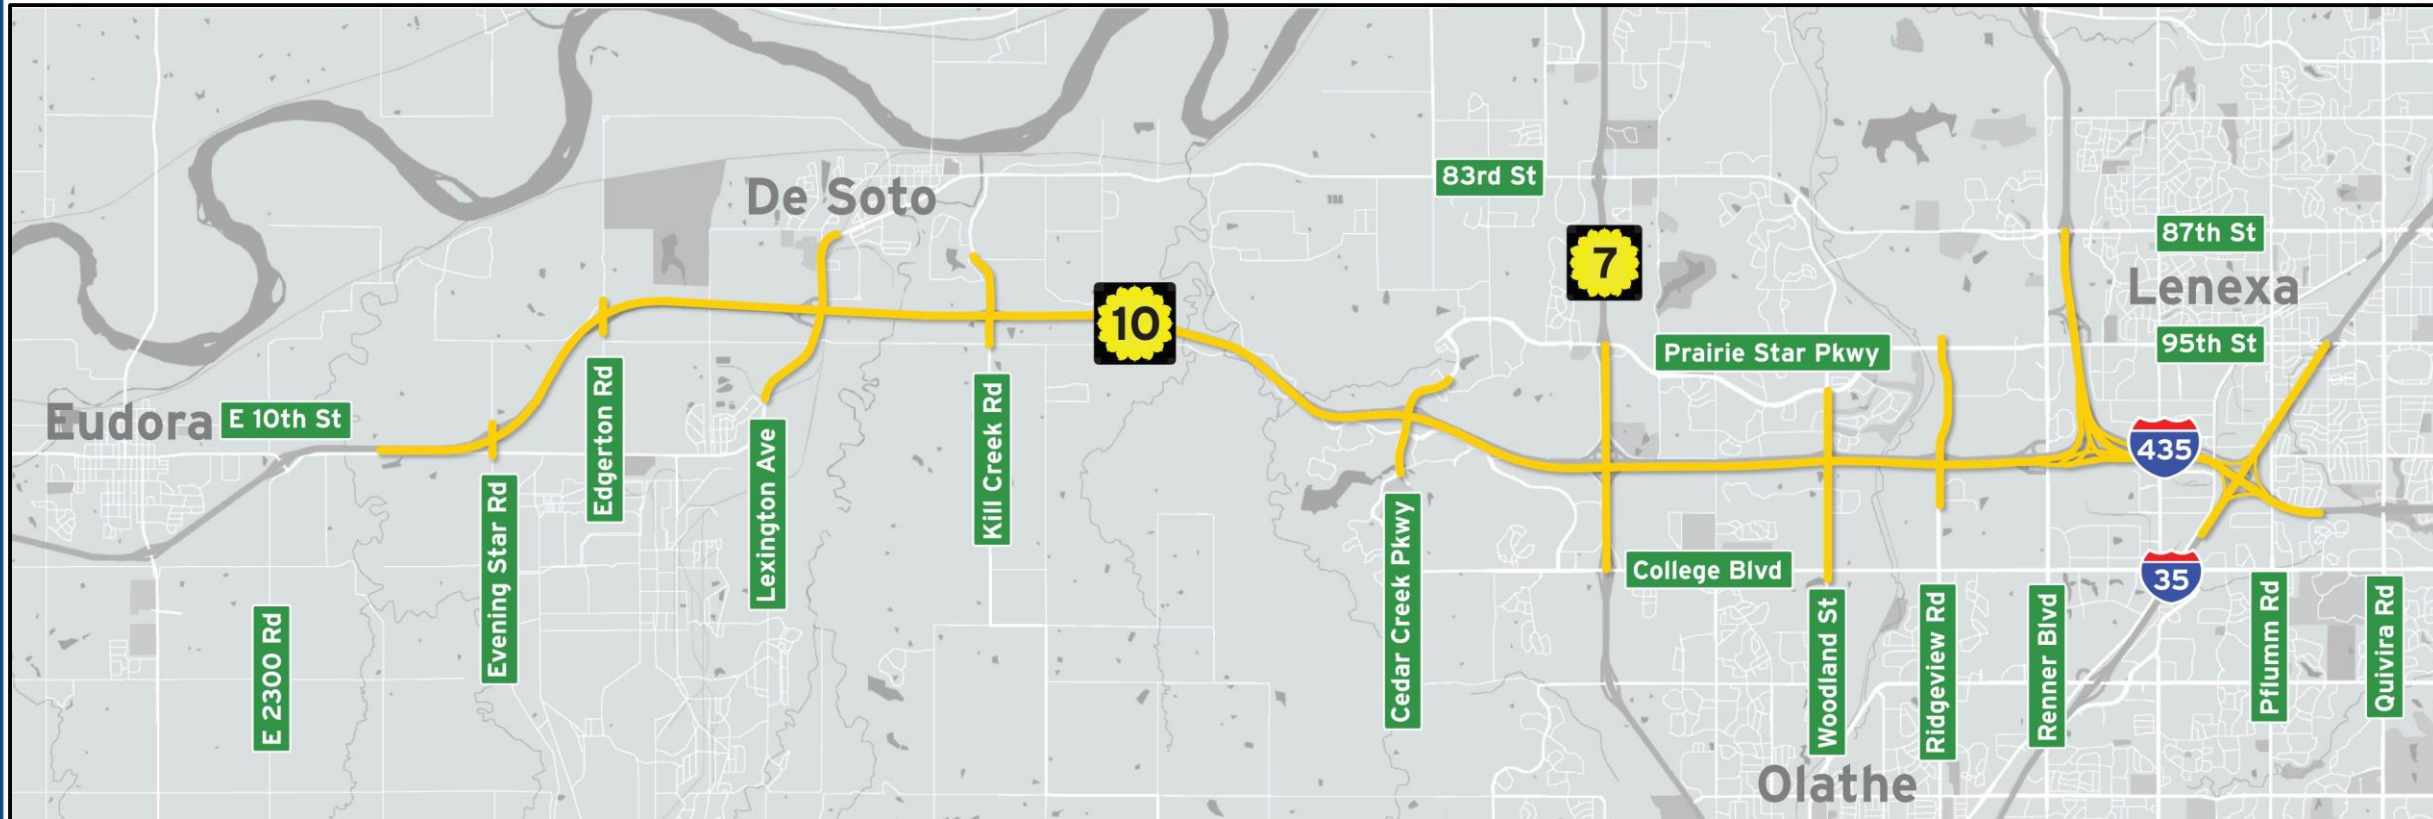 83rd St
De Soto
87th St
7
Lenexa
10
95th St
Prairie Star Pkwy
Eudora
E 10th St
Edgerton Rd
Lexington Ave
Kill Creek Rd
435
Evening Star Rd
Cedar Creek Pkwy
College Blvd
35
E 2300 Rd
Woodland St
Ridgeview Rd
Renner Blvd
Pflumm Rd
Quivira Rd
Olathe